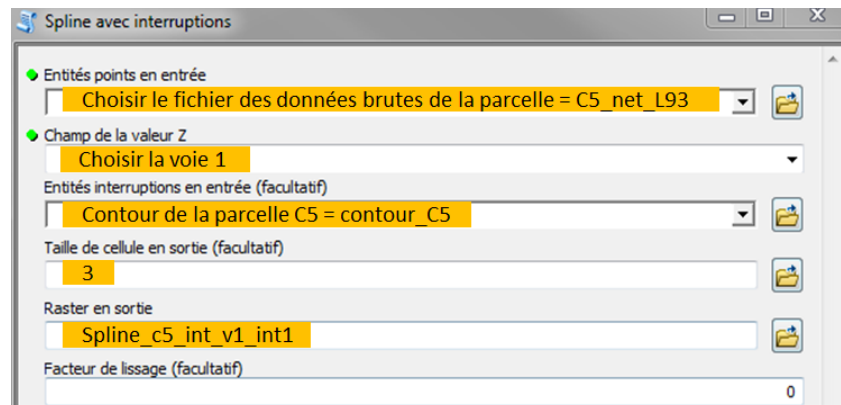 Spline avec interruptions
Entités points en entrée
Choisir le fichier des données brutes de la parcelle = C5_net_L93
Champ de la valeur Z
Choisir la voie 1
Entités interruptions en entrée (facultatif)
Contour de la parcelle C5 = contour_C5
Taille de cellule en sortie (facultatif)
3
Raster en sortie
Spline_c5_int_v1_int1
Facteur de lissage (facultatif)
0